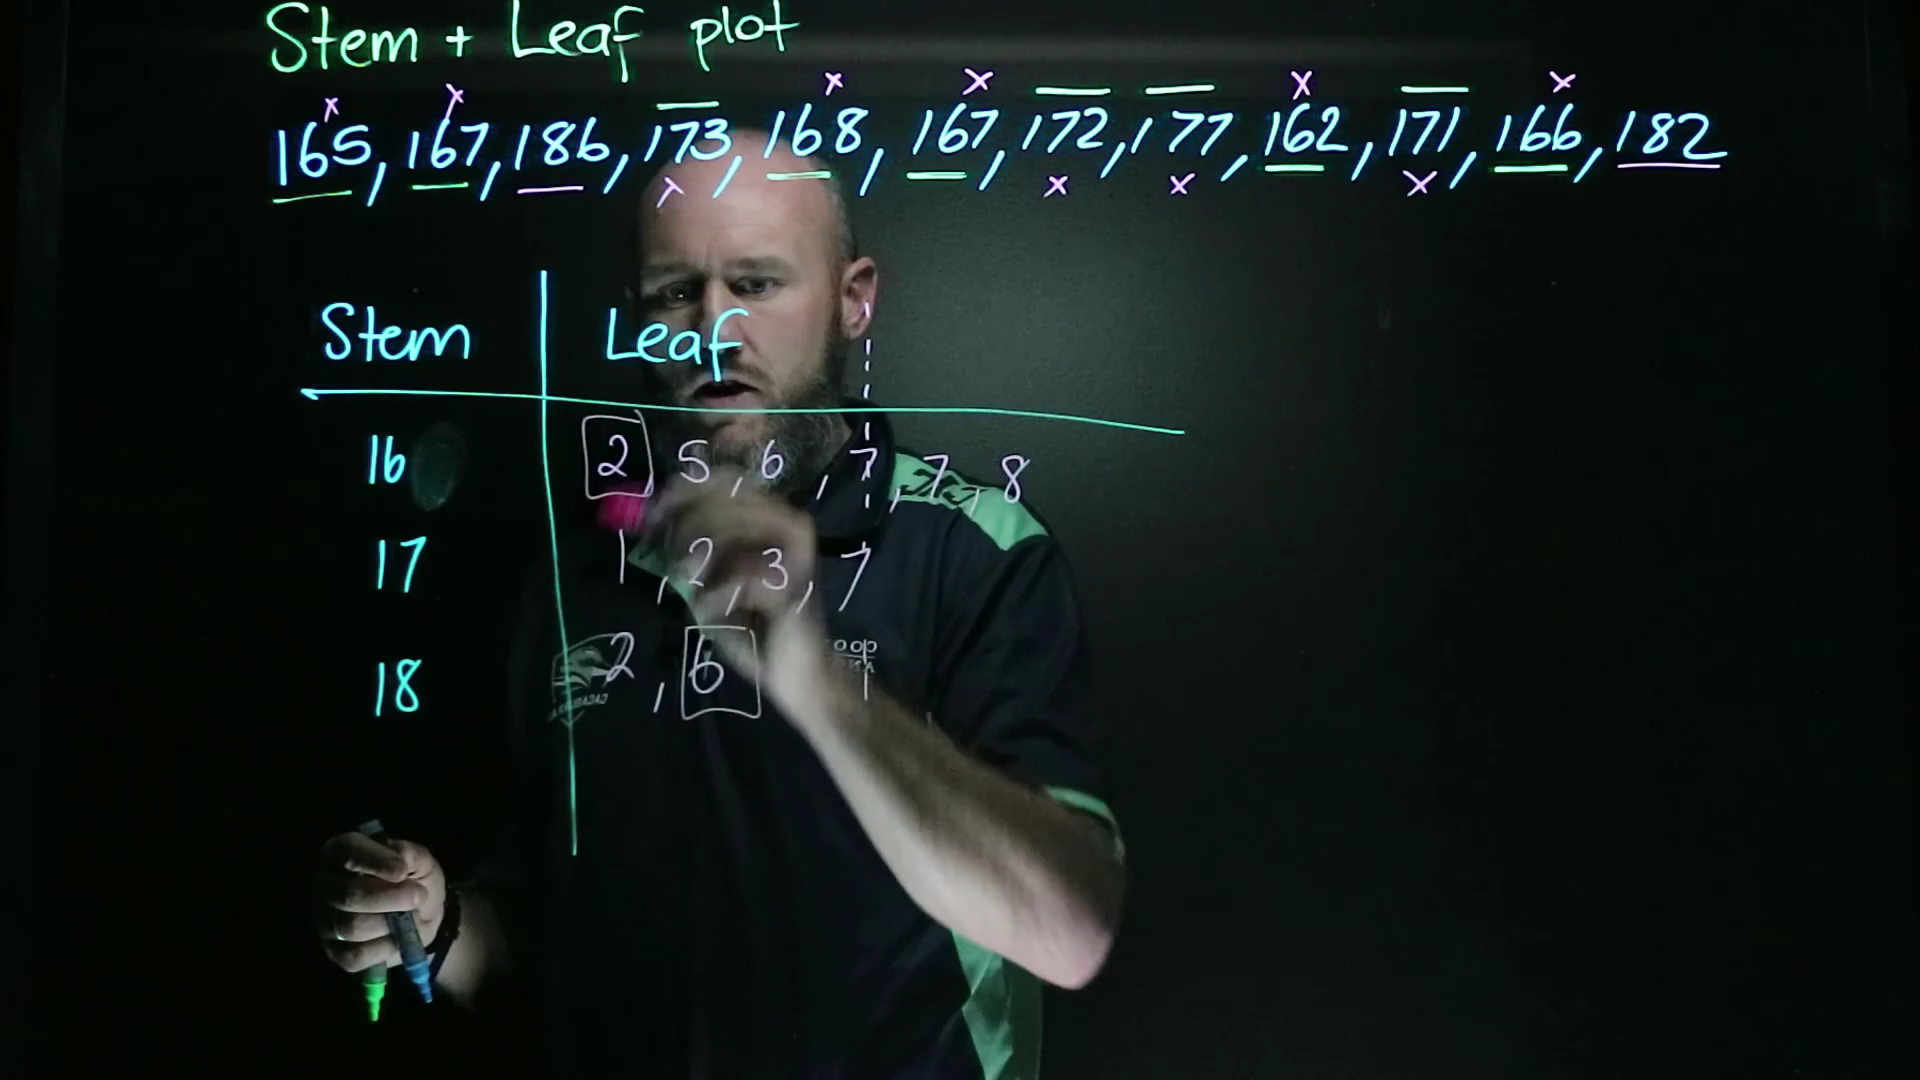 Stem + Leaf plot
165, 167, 186, 173, 168, 167, 172, 177, 162, 171, 166, 182
Stem Leaf
16 2, 5, 6, 7, 7, 8
17 1, 2, 3, 7
18 2, 6